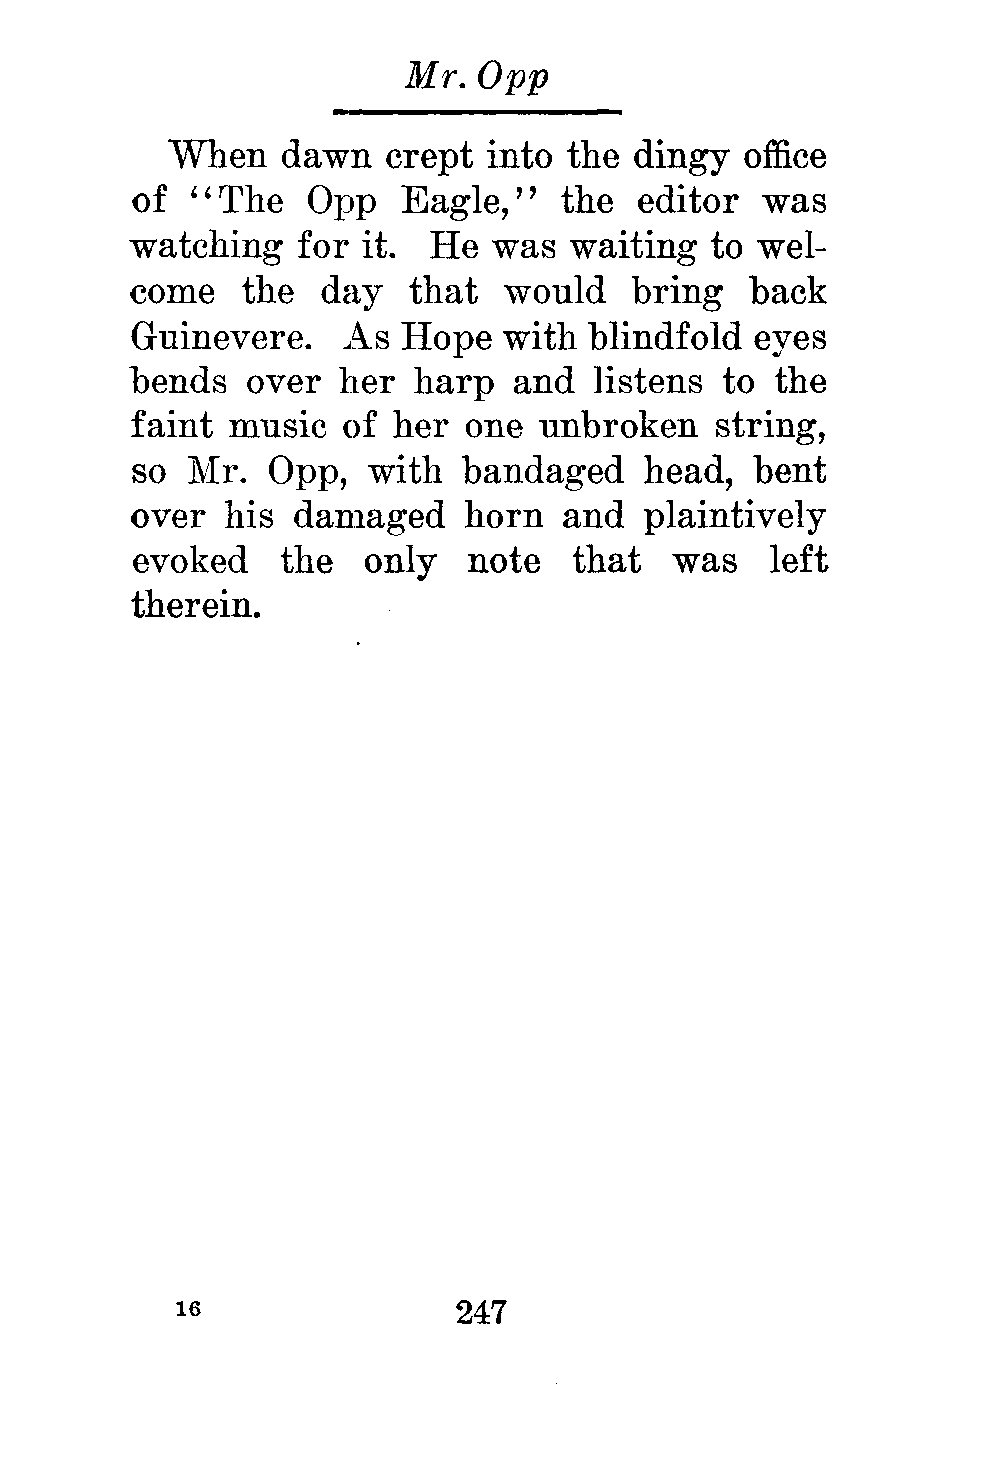 Mr. Opp
When dawn crept into the dingy office
of "The Opp Eagle," the editor was
watching for it. He was waiting to wel-
come the day that would bring back
Guinevere. As Hope with blindfold eyes
bends over her harp and listens to the
faint music of her one unbroken string,
so Mr. Opp, with bandaged head, bent
over his damaged horn and plaintively
evoked the only note that was left
therein.
16 247